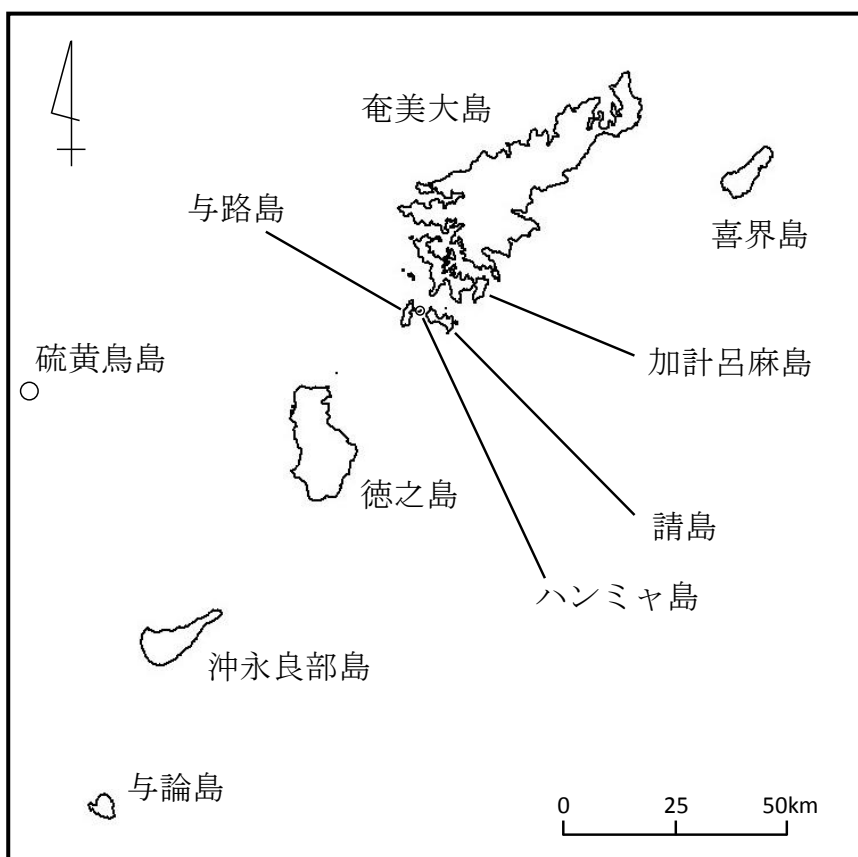 奄美大島
与路島
喜界島
硫黄鳥島
加計呂麻島
徳之島
請島
ハンミャ島
沖永良部島
与論島
0 25 50km